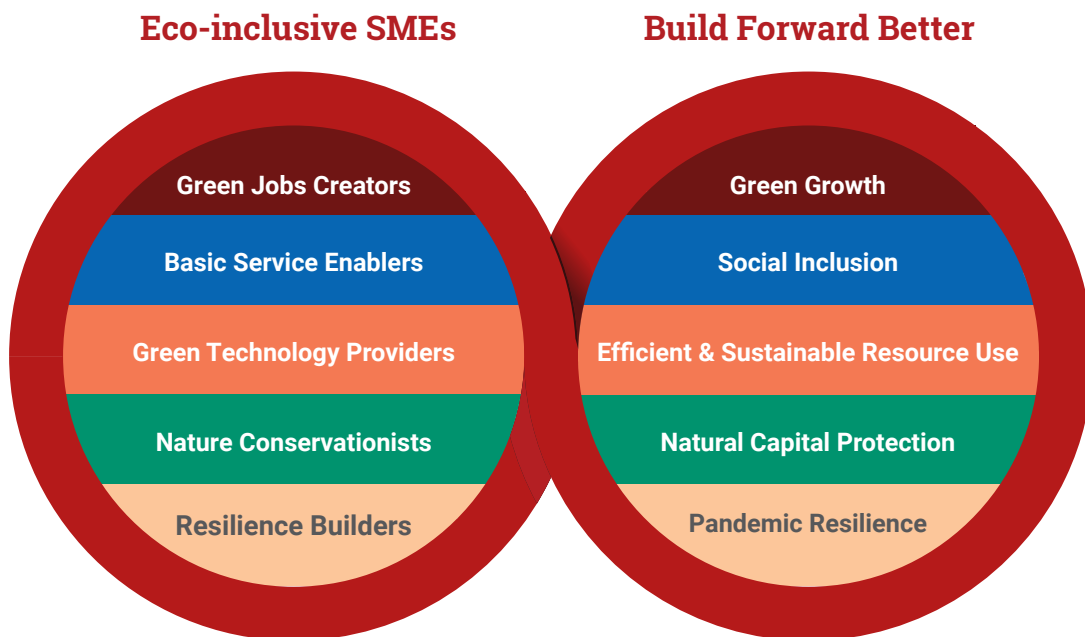 Eco-inclusive SMEs
Green Jobs Creators
Basic Service Enablers
Green Technology Providers
Nature Conservationists
Resilience Builders
Build Forward Better
Green Growth
Social Inclusion
Efficient & Sustainable Resource Use
Natural Capital Protection
Pandemic Resilience